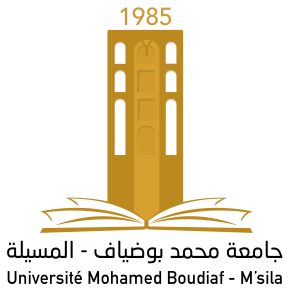 1985
جامعة محمد بوضياف - المسيلة
Université Mohamed Boudiaf - M'sila